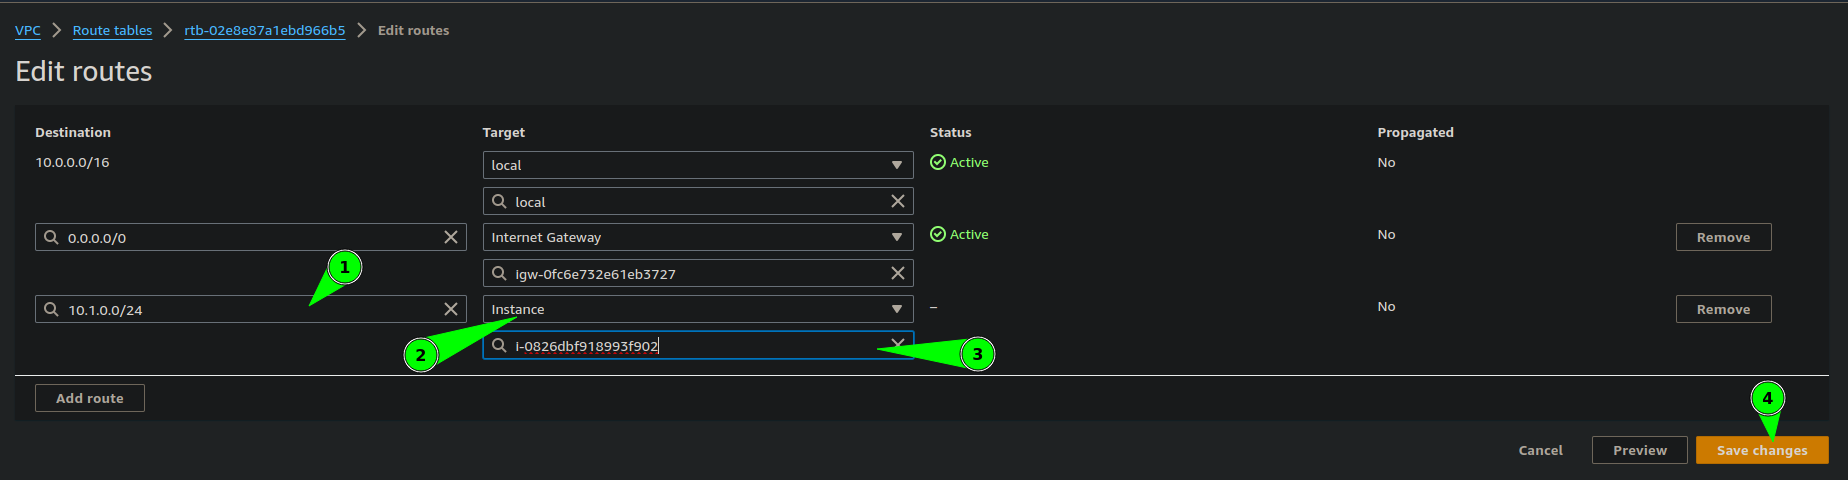 VPC > Route tables > rtb-02e8e87a1ebd966b5 > Edit routes
Edit routes
Destination Target Status Propagated
10.0.0.0/16 local Active No
local
0.0.0.0/0 Internet Gateway Active No Remove
igw-0fc6e732e61eb3727
1
10.1.0.0/24 Instance – No Remove
i-0826dbf918993f902
2 3
Add route
4
Cancel Preview Save changes